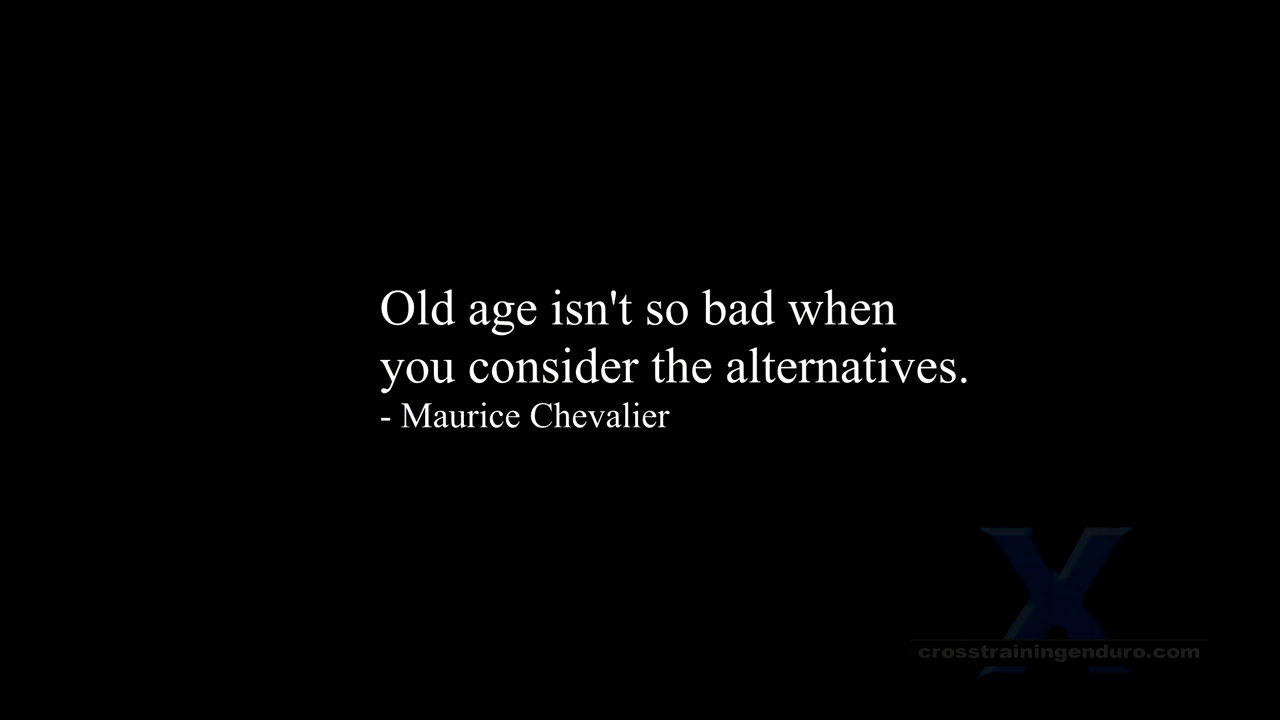 Old age isn't so bad when
you consider the alternatives.
- Maurice Chevalier
X
crosstrainingenduro.com